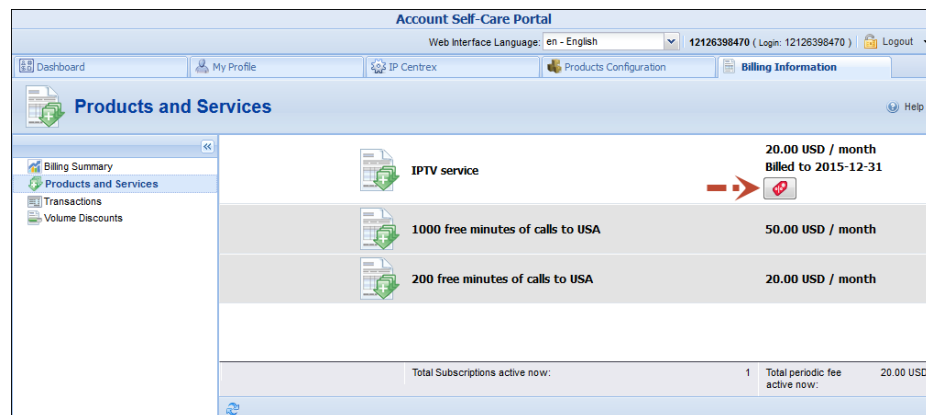 Account Self-Care Portal
Web Interface Language: en - English 12126398470 ( Login: 12126398470 ) Logout
Dashboard My Profile IP Centrex Products Configuration Billing Information
Products and Services Help
Billing Summary
Products and Services
Transactions
Volume Discounts
IPTV service
20.00 USD / month
Billed to 2015-12-31
1000 free minutes of calls to USA 50.00 USD / month
200 free minutes of calls to USA 20.00 USD / month
Total Subscriptions active now: 1 Total periodic fee active now: 20.00 USD